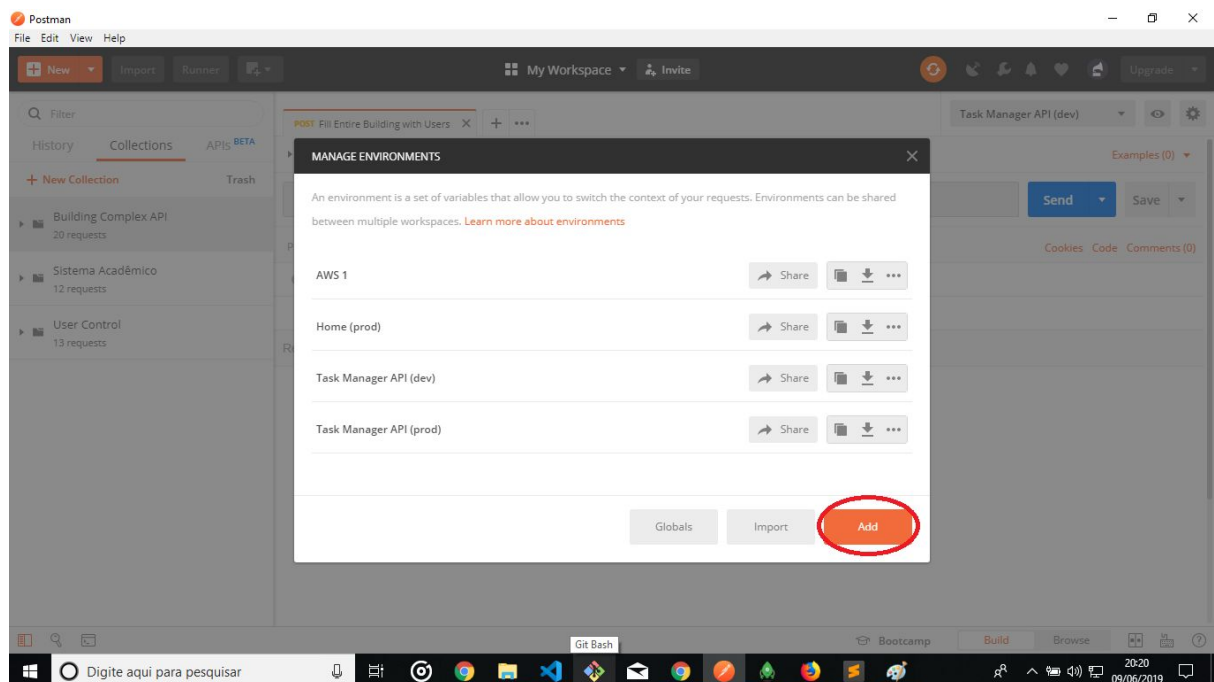 Postman
File Edit View Help
New Import Runner My Workspace Invite Upgrade
Filter
History Collections APIs BETA
+ New Collection Trash
Building Complex API
20 requests
Sistema Acadêmico
12 requests
User Control
13 requests
POST Fill Entire Building with Users
Task Manager API (dev)
Examples (0)
Send Save
Cookies Code Comments (0)
MANAGE ENVIRONMENTS
An environment is a set of variables that allow you to switch the context of your requests. Environments can be shared
between multiple workspaces. Learn more about environments
AWS 1 Share
Home (prod) Share
Task Manager API (dev) Share
Task Manager API (prod) Share
Globals Import Add
Bootcamp Build Browse
Git Bash
Digite aqui para pesquisar
20:20
09/06/2019